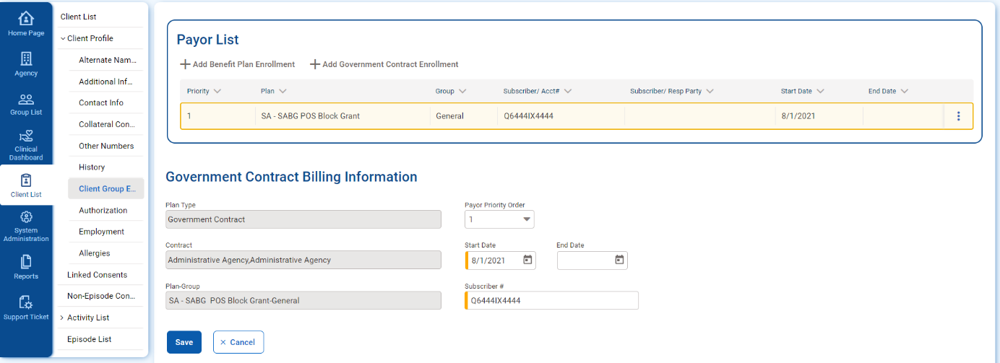 Home Page
Agency
Group List
Clinical
Dashboard
Client List
System
Administration
Reports
Support Ticket
Client List
Client Profile
Alternate Nam...
Additional Inf...
Contact Info
Collateral Con...
Other Numbers
History
Client Group E...
Authorization
Employment
Allergies
Linked Consents
Non-Episode Con...
Activity List
Episode List
Payor List
Add Benefit Plan Enrollment Add Government Contract Enrollment
Priority Plan Group Subscriber/ Acct# Subscriber/ Resp Party Start Date End Date
1 SA - SABG POS Block Grant General Q6444IX4444 8/1/2021
Government Contract Billing Information
Plan Type Payor Priority Order
Government Contract 1
Contract Start Date End Date
Administrative Agency,Administrative Agency 8/1/2021
Plan-Group Subscriber #
SA - SABG POS Block Grant-General Q6444IX4444
Save Cancel